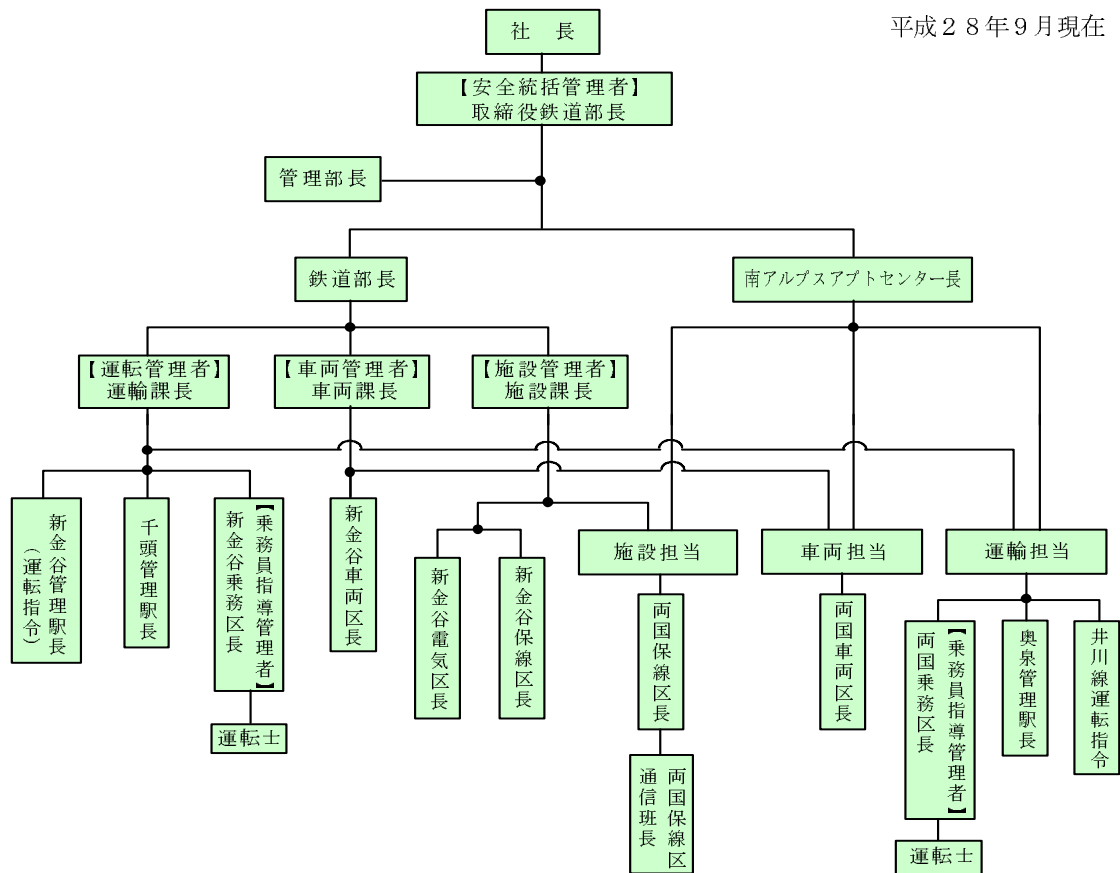 平成２８年９月現在
社　長
【安全統括管理者】
取締役鉄道部長
管理部長
鉄道部長
南アルプスアプトセンター長
【運転管理者】
運輸課長
【車両管理者】
車両課長
【施設管理者】
施設課長
新金谷管理駅長
（運転指令）
千頭管理駅長
【乗務員指導管理者】
新金谷乗務区長
運転士
新金谷車両区長
新金谷電気区長
新金谷保線区長
施設担当
車両担当
運輸担当
両国保線区長
両国保線区
通信班長
両国車両区長
【乗務員指導管理者】
両国乗務区長
運転士
奥泉管理駅長
井川線運転指令